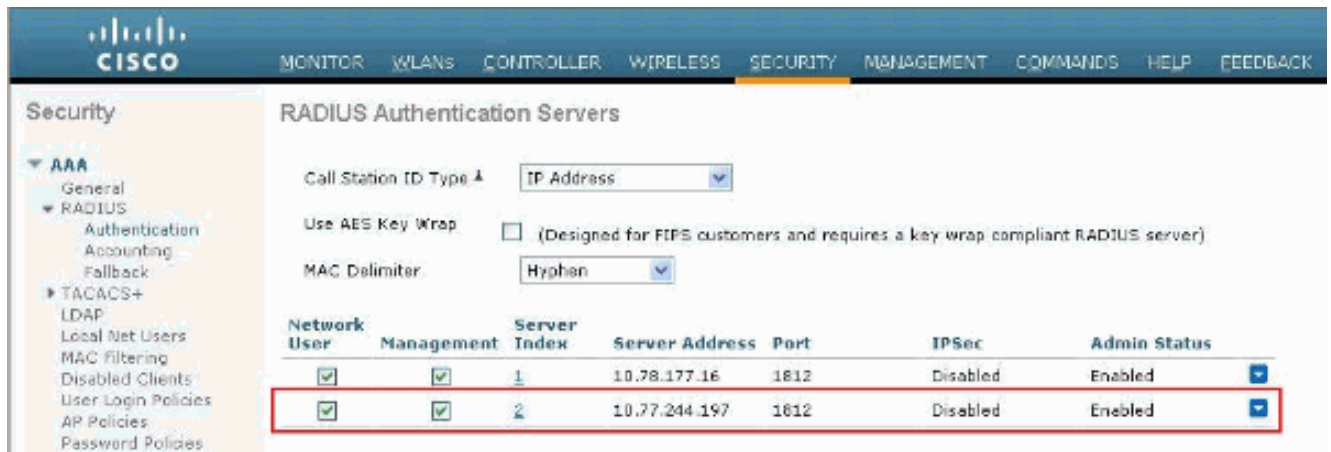 CISCO
MONITOR WLANs CONTROLLER WIRELESS SECURITY MANAGEMENT COMMANDS HELP FEEDBACK
Security
AAA
General
RADIUS
Authentication
Accounting
Fallback
TACACS+
LDAP
Local Net Users
MAC Filtering
Disabled Clients
User Login Policies
AP Policies
Password Policies
RADIUS Authentication Servers
Call Station ID Type 1 IP Address
Use AES Key Wrap (Designed for FIPS customers and requires a key wrap compliant RADIUS server)
MAC Delimiter Hyphen
Network User Management Server Index Server Address Port IPSec Admin Status
1 10.78.177.16 1812 Disabled Enabled
2 10.77.244.197 1812 Disabled Enabled